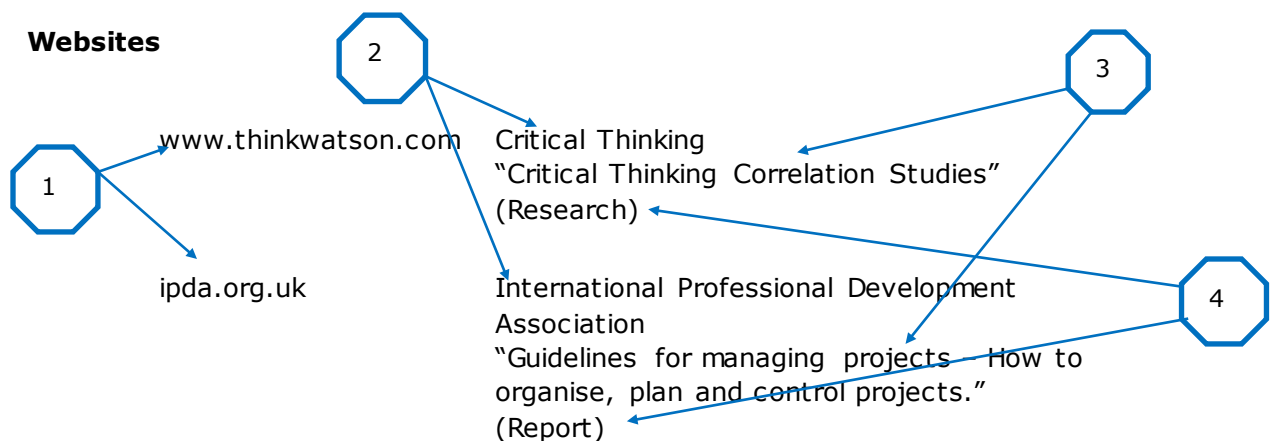 Websites
2
3
www.thinkwatson.com Critical Thinking
1
“Critical Thinking Correlation Studies”
(Research)
ipda.org.uk International Professional Development
4
Association
“Guidelines for managing projects – How to
organise, plan and control projects.”
(Report)